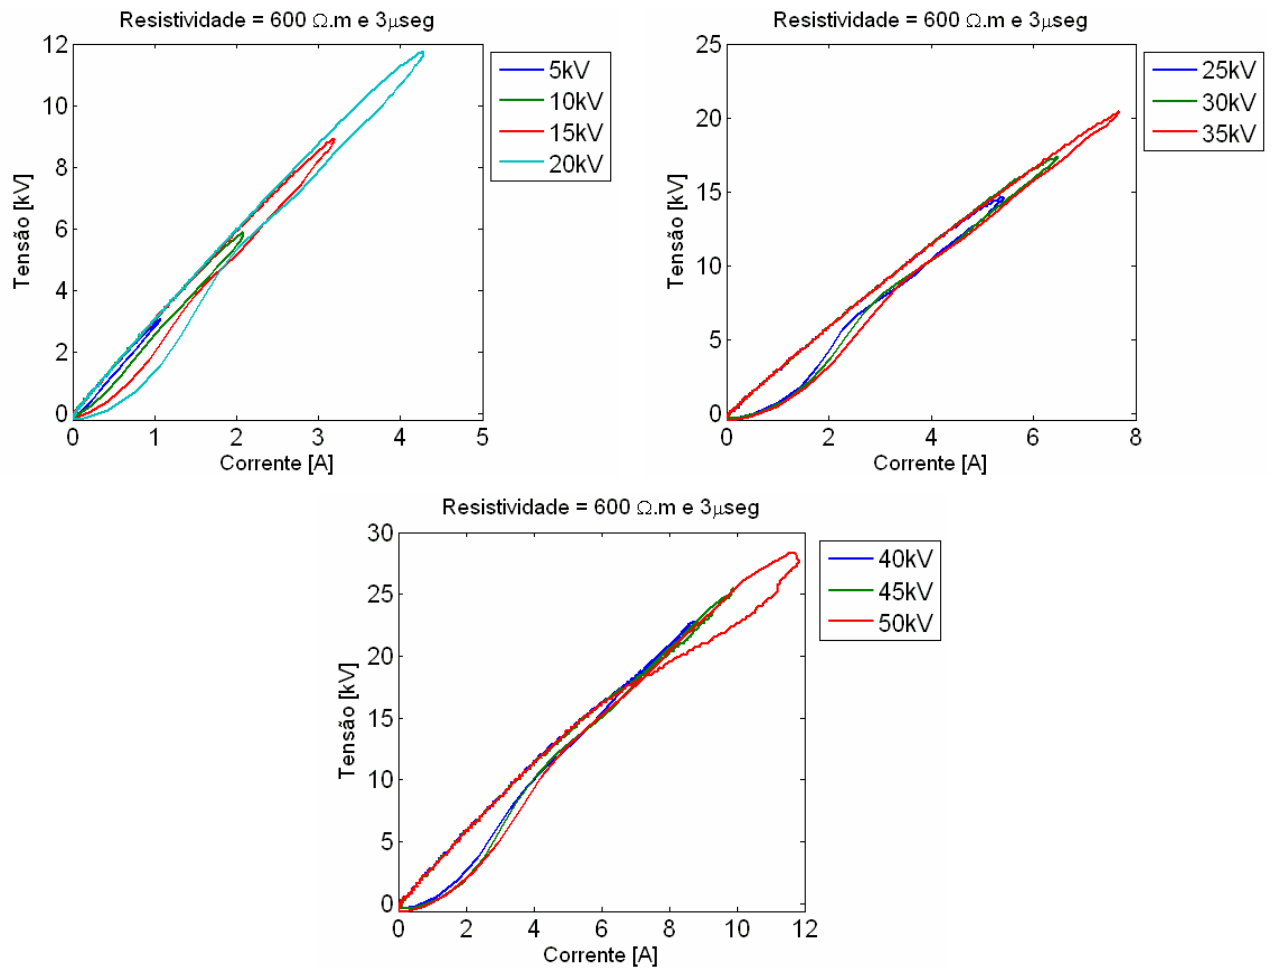 Resistividade = 600 Ω.m e 3μseg
12
10
8
6
4
2
0
Tensão [kV]
0 1 2 3 4 5
Corrente [A]
5kV
10kV
15kV
20kV
Resistividade = 600 Ω.m e 3μseg
25
20
15
10
5
0
Tensão [kV]
0 2 4 6 8
Corrente [A]
25kV
30kV
35kV
Resistividade = 600 Ω.m e 3μseg
30
25
20
15
10
5
0
Tensão [kV]
0 2 4 6 8 10 12
Corrente [A]
40kV
45kV
50kV